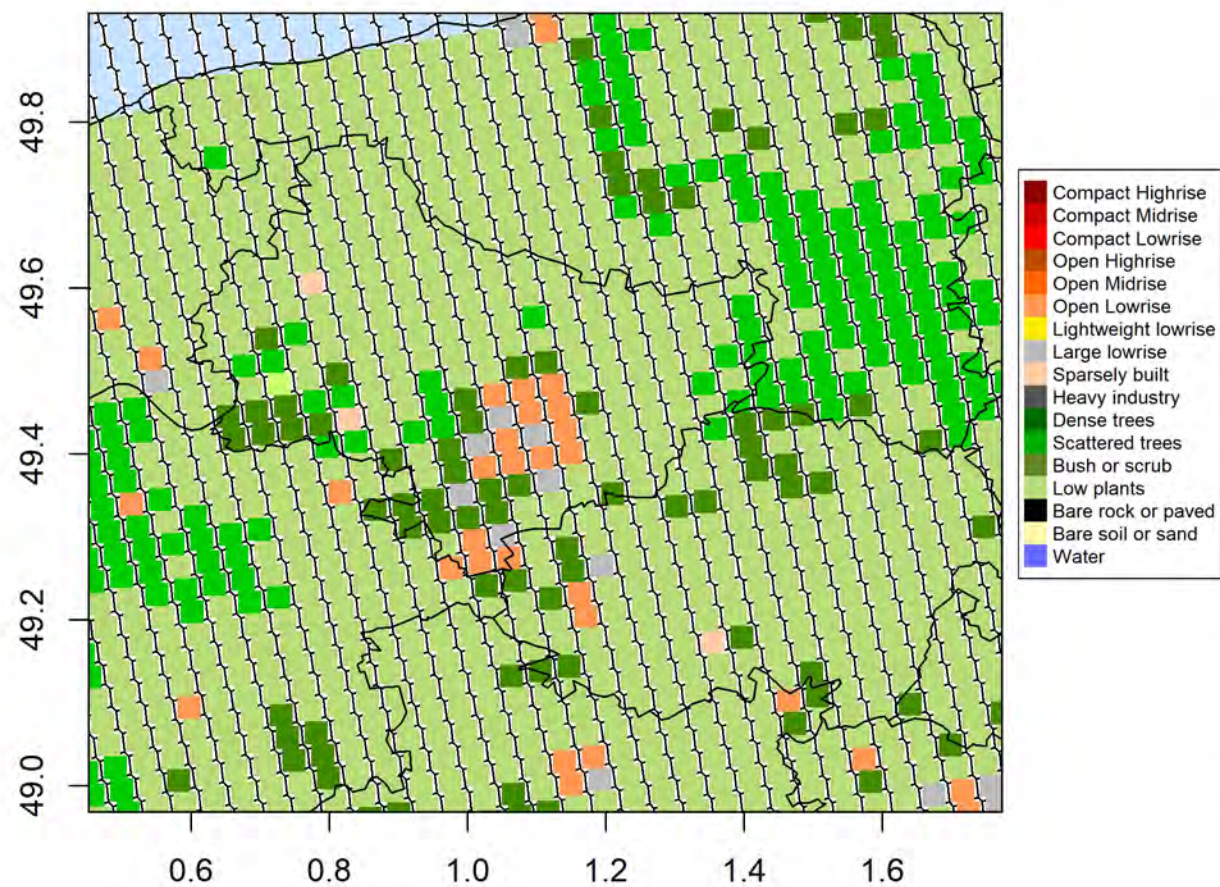 49.8
49.6
49.4
49.2
49.0
0.6 0.8 1.0 1.2 1.4 1.6
Compact Highrise
Compact Midrise
Compact Lowrise
Open Highrise
Open Midrise
Open Lowrise
Lightweight lowrise
Large lowrise
Sparsely built
Heavy industry
Dense trees
Scattered trees
Bush or scrub
Low plants
Bare rock or paved
Bare soil or sand
Water